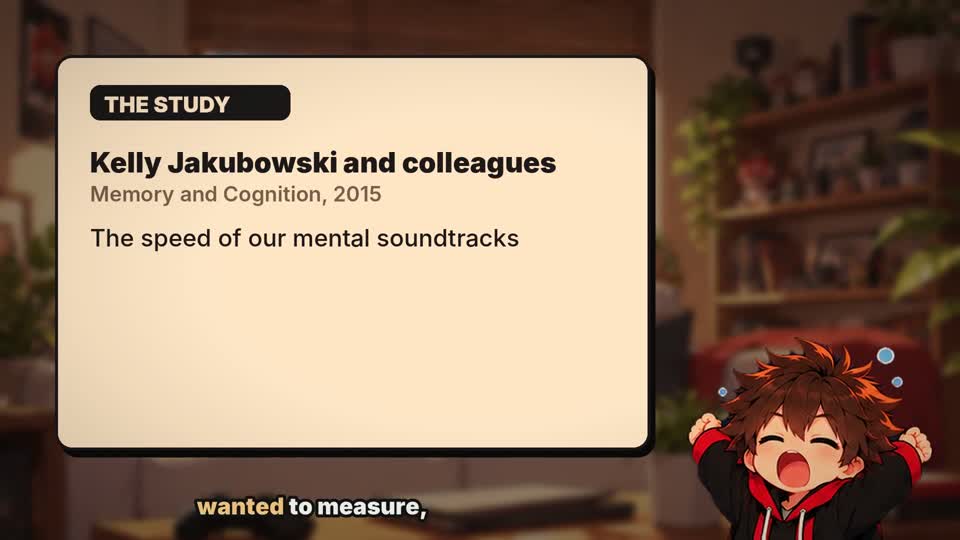 THE STUDY
Kelly Jakubowski and colleagues
Memory and Cognition, 2015
The speed of our mental soundtracks
wanted to measure,